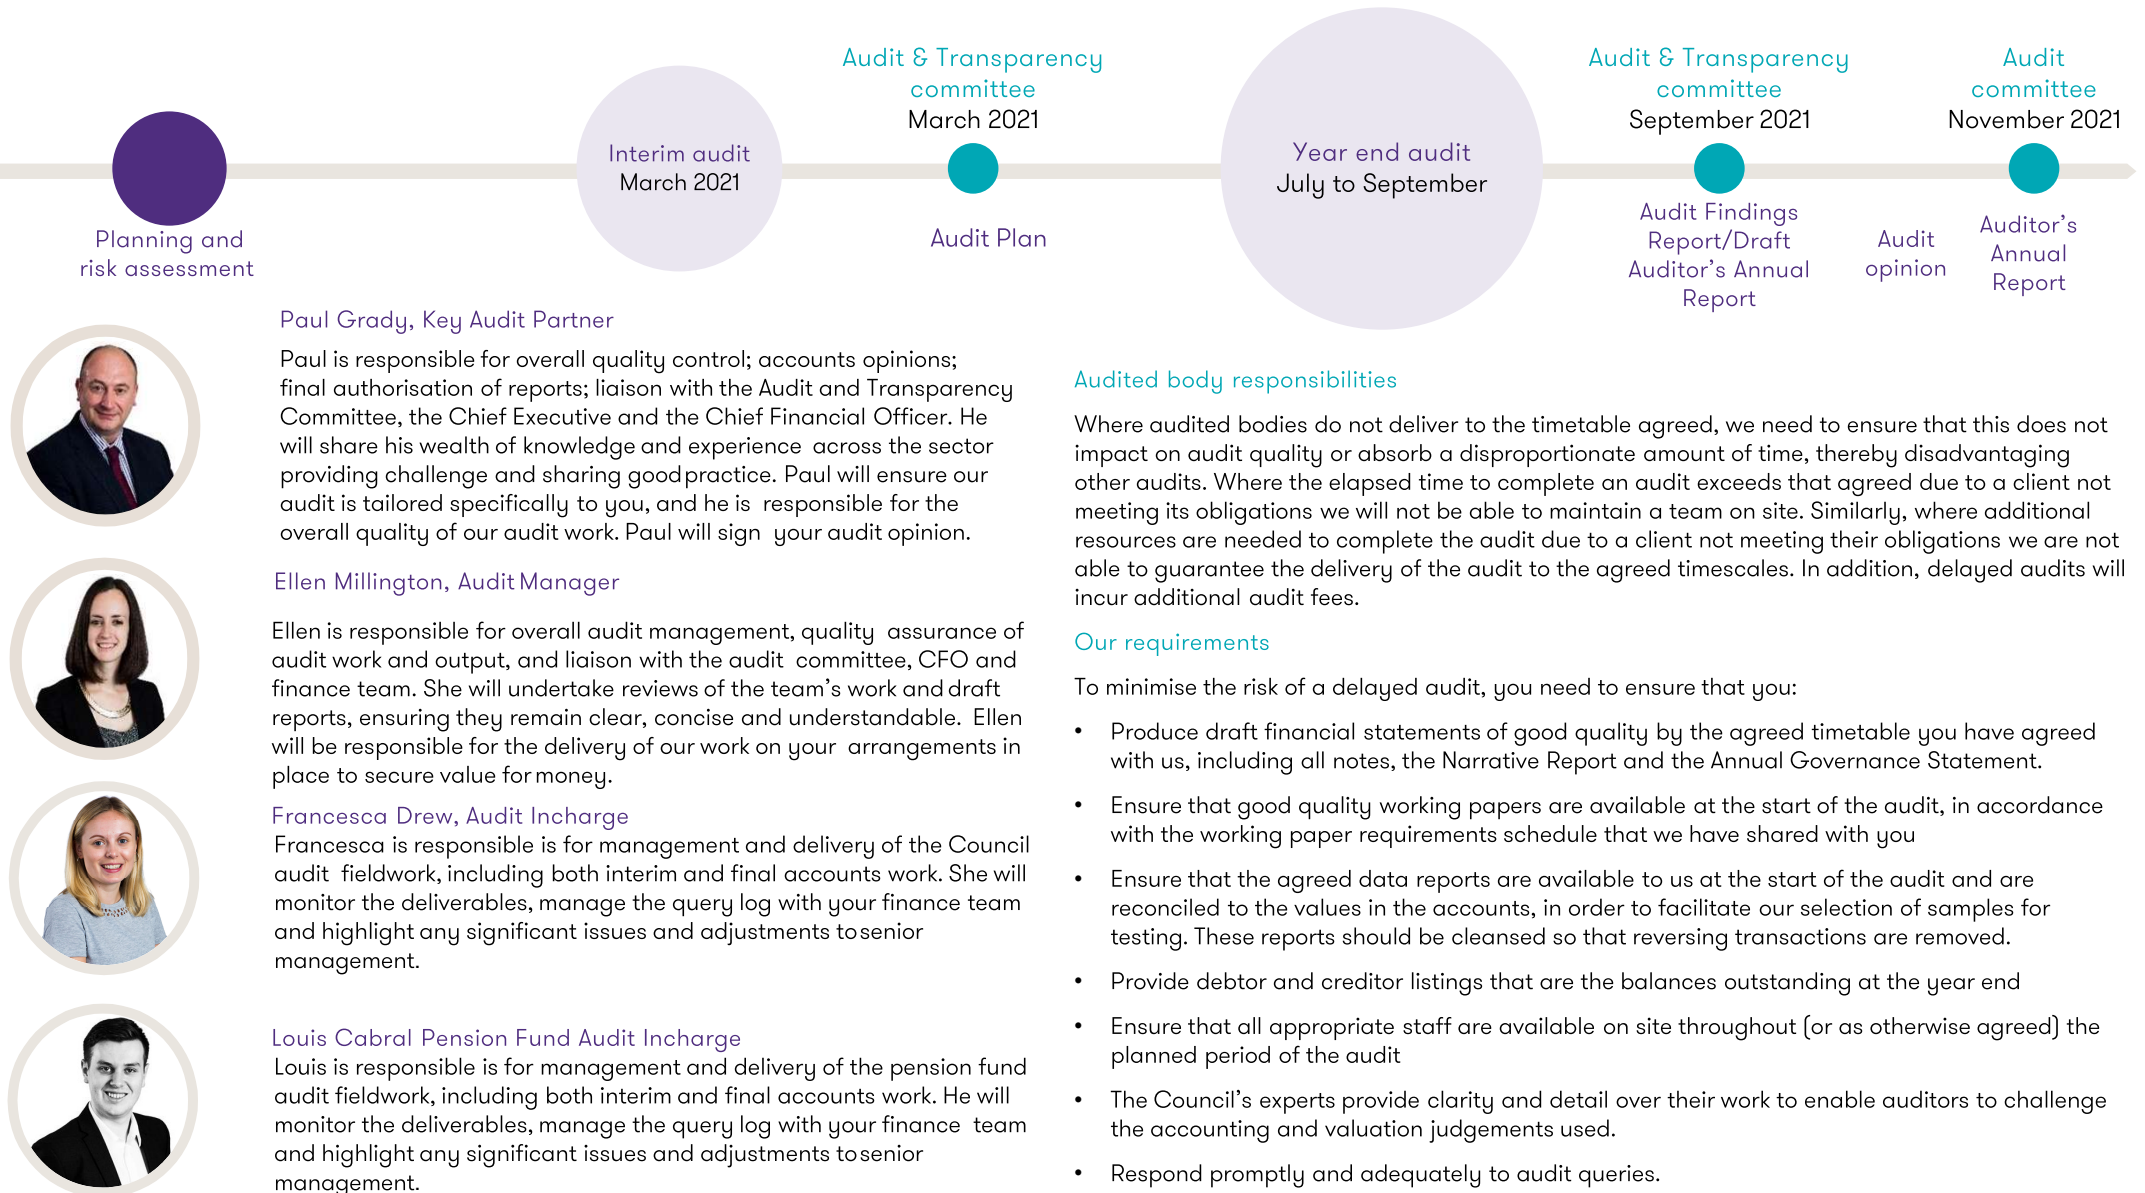 Audit & Transparency
committee
March 2021
Audit & Transparency
committee
September 2021
Audit
committee
November 2021
Interim audit
March 2021
Year end audit
July to September
Planning and
risk assessment
Audit Plan
Audit Findings
Report/Draft
Auditor's Annual
Report
Audit
opinion
Auditor's
Annual
Report
Paul Grady, Key Audit Partner
Paul is responsible for overall quality control; accounts opinions;
final authorisation of reports; liaison with the Audit and Transparency
Committee, the Chief Executive and the Chief Financial Officer. He
will share his wealth of knowledge and experience across the sector
providing challenge and sharing good practice. Paul will ensure our
audit is tailored specifically to you, and he is responsible for the
overall quality of our audit work. Paul will sign your audit opinion.
Ellen Millington, Audit Manager
Ellen is responsible for overall audit management, quality assurance of
audit work and output, and liaison with the audit committee, CFO and
finance team. She will undertake reviews of the team's work and draft
reports, ensuring they remain clear, concise and understandable. Ellen
will be responsible for the delivery of our work on your arrangements in
place to secure value for money.
Francesca Drew, Audit Incharge
Francesca is responsible is for management and delivery of the Council
audit fieldwork, including both interim and final accounts work. She will
monitor the deliverables, manage the query log with your finance team
and highlight any significant issues and adjustments to senior
management.
Louis Cabral Pension Fund Audit Incharge
Louis is responsible is for management and delivery of the pension fund
audit fieldwork, including both interim and final accounts work. He will
monitor the deliverables, manage the query log with your finance team
and highlight any significant issues and adjustments to senior
management.
Audited body responsibilities
Where audited bodies do not deliver to the timetable agreed, we need to ensure that this does not
impact on audit quality or absorb a disproportionate amount of time, thereby disadvantaging
other audits. Where the elapsed time to complete an audit exceeds that agreed due to a client not
meeting its obligations we will not be able to maintain a team on site. Similarly, where additional
resources are needed to complete the audit due to a client not meeting their obligations we are not
able to guarantee the delivery of the audit to the agreed timescales. In addition, delayed audits will
incur additional audit fees.
Our requirements
To minimise the risk of a delayed audit, you need to ensure that you:
• Produce draft financial statements of good quality by the agreed timetable you have agreed
with us, including all notes, the Narrative Report and the Annual Governance Statement.
• Ensure that good quality working papers are available at the start of the audit, in accordance
with the working paper requirements schedule that we have shared with you
• Ensure that the agreed data reports are available to us at the start of the audit and are
reconciled to the values in the accounts, in order to facilitate our selection of samples for
testing. These reports should be cleansed so that reversing transactions are removed.
• Provide debtor and creditor listings that are the balances outstanding at the year end
• Ensure that all appropriate staff are available on site throughout (or as otherwise agreed) the
planned period of the audit
• The Council's experts provide clarity and detail over their work to enable auditors to challenge
the accounting and valuation judgements used.
• Respond promptly and adequately to audit queries.